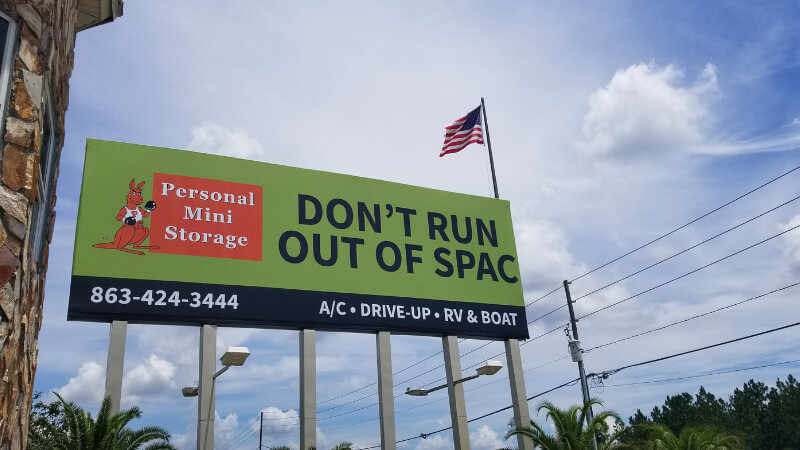 Personal
Mini
Storage
DON'T RUN
OUT OF SPAC
863-424-3444
A/C • DRIVE-UP • RV & BOAT